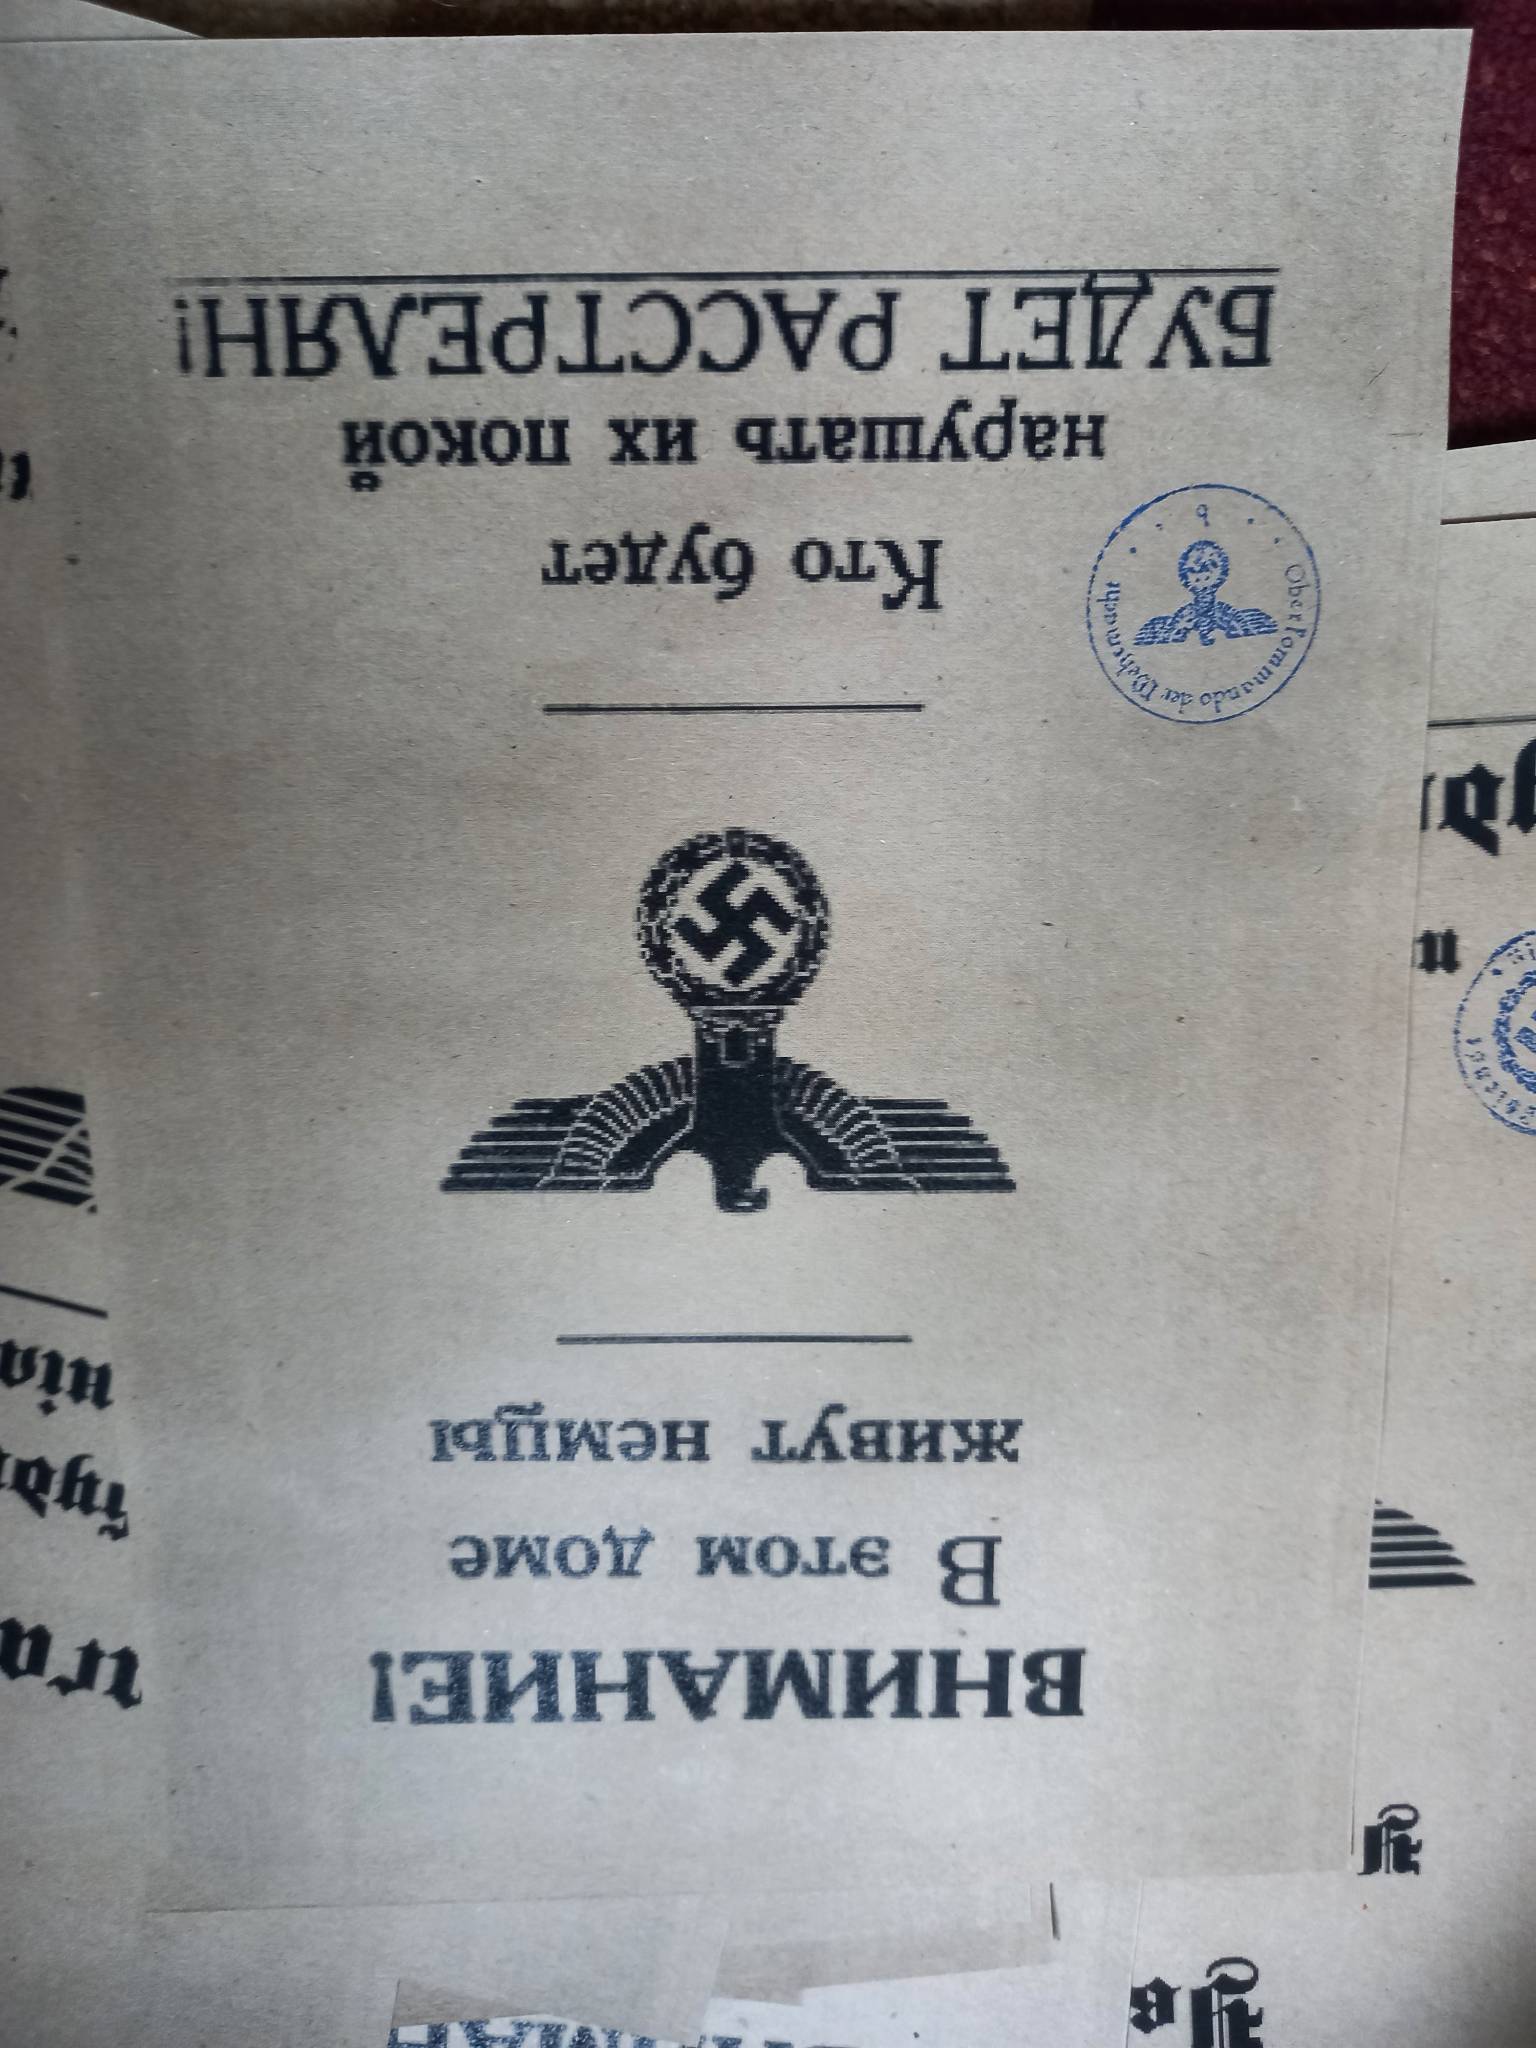 ВНИМАНИЕ!
В этом доме
живут немцы
Кто будет
нарушать их покой
БУДЕТ РАССТРЕЛЯН!
Oberkommando der Wehrmacht